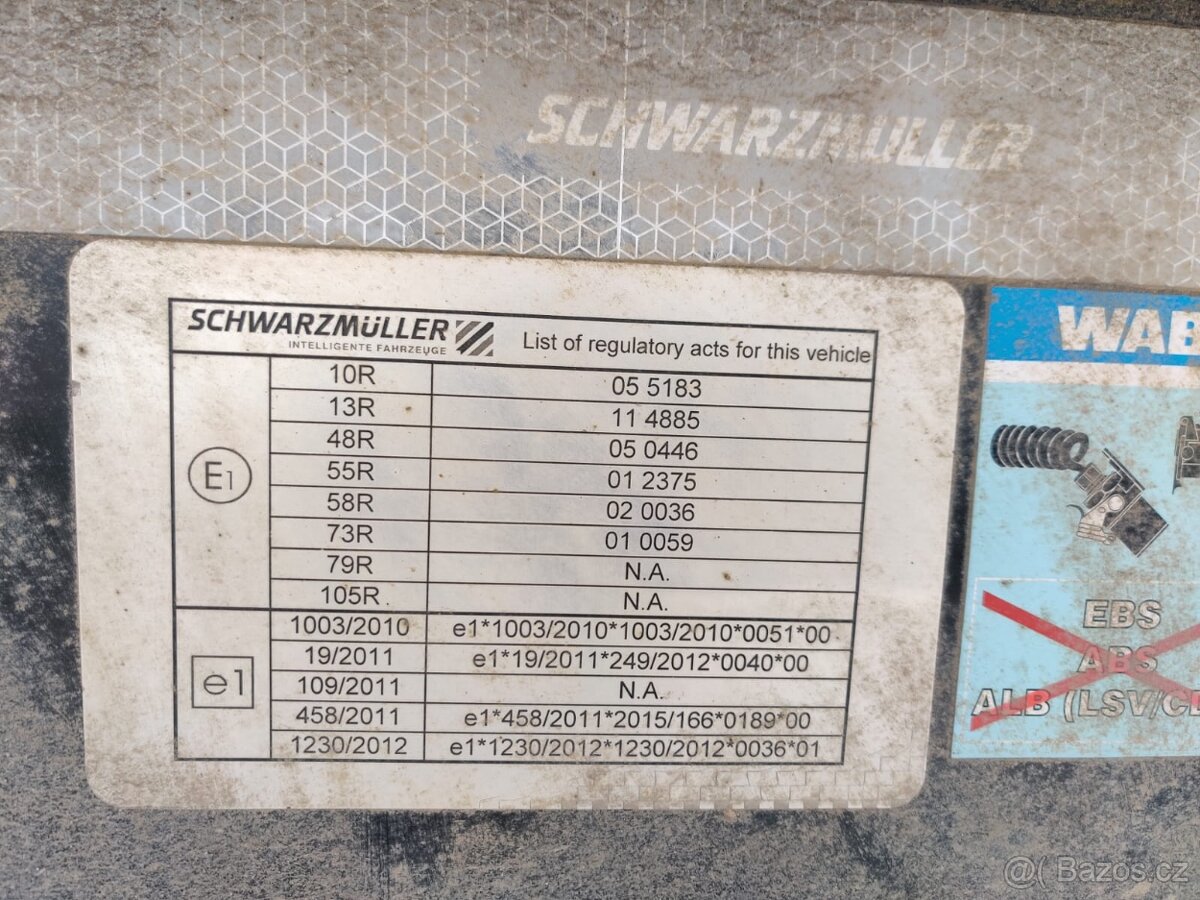 SCHWARZMÜLLER
SCHWARZMÜLLER
INTELLIGENTE FAHRZEUGE
List of regulatory acts for this vehicle
E1
10R 05 5183
13R 11 4885
48R 05 0446
55R 01 2375
58R 02 0036
73R 01 0059
79R N.A.
105R N.A.
e1
1003/2010 e1*1003/2010*1003/2010*0051*00
19/2011 e1*19/2011*249/2012*0040*00
109/2011 N.A.
458/2011 e1*458/2011*2015/166*0189*00
1230/2012 e1*1230/2012*1230/2012*0036*01
WAB
EBS
ABS
ALB (LSV/
@( Bazos.cz